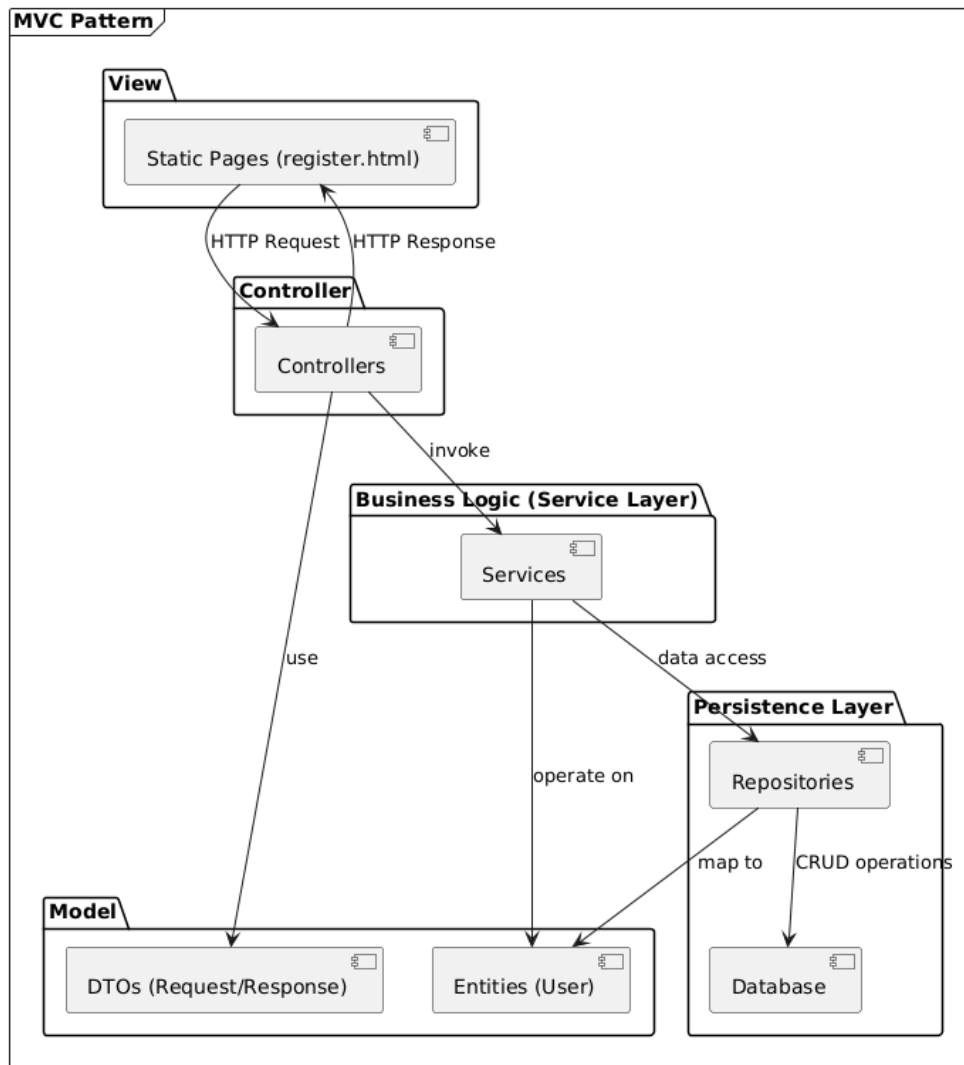 MVC Pattern
View
Static Pages (register.html)
HTTP Request
HTTP Response
Controller
Controllers
invoke
Business Logic (Service Layer)
Services
use
data access
Persistence Layer
Repositories
operate on
map to
CRUD operations
Model
DTOs (Request/Response)
Entities (User)
Database